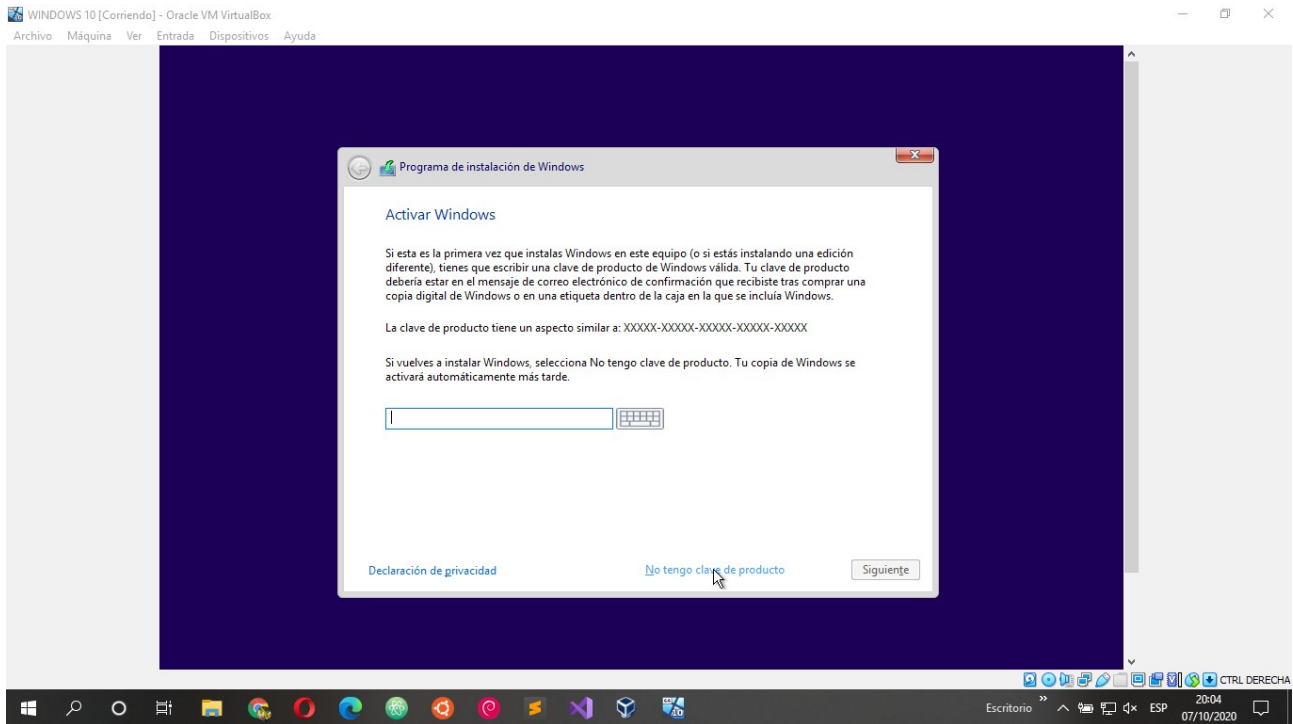 WINDOWS 10 [Corriendo] - Oracle VM VirtualBox
Archivo Máquina Ver Entrada Dispositivos Ayuda
Programa de instalación de Windows
Activar Windows
Si esta es la primera vez que instalas Windows en este equipo (o si estás instalando una edición
diferente), tienes que escribir una clave de producto de Windows válida. Tu clave de producto
debería estar en el mensaje de correo electrónico de confirmación que recibiste tras comprar una
copia digital de Windows o en una etiqueta dentro de la caja en la que se incluía Windows.
La clave de producto tiene un aspecto similar a: XXXXX-XXXXX-XXXXX-XXXXX-XXXXX
Si vuelves a instalar Windows, selecciona No tengo clave de producto. Tu copia de Windows se
activará automáticamente más tarde.
Declaración de privacidad No tengo clave de producto Siguiente
CTRL DERECHA
Escritorio ESP 20:04
07/10/2020